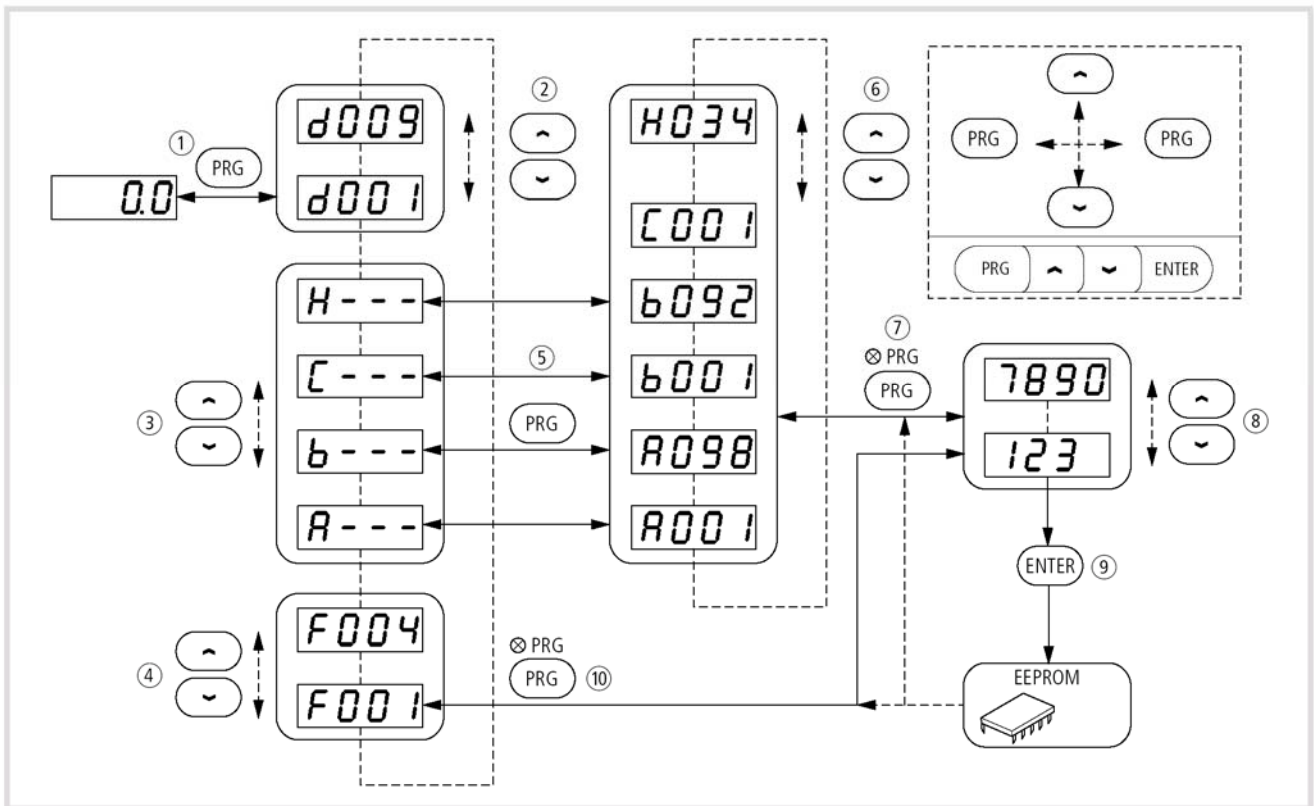 0.0
①
PRG
d009
d001
②
H---
C---
b---
A---
③
F004
F001
④
⑤
PRG
H034
C001
b092
b001
A098
A001
⑥
PRG
PRG
PRG
ENTER
⑦
⊗ PRG
PRG
7890
123
⑧
ENTER
⑨
⊗ PRG
PRG
⑩
EEPROM